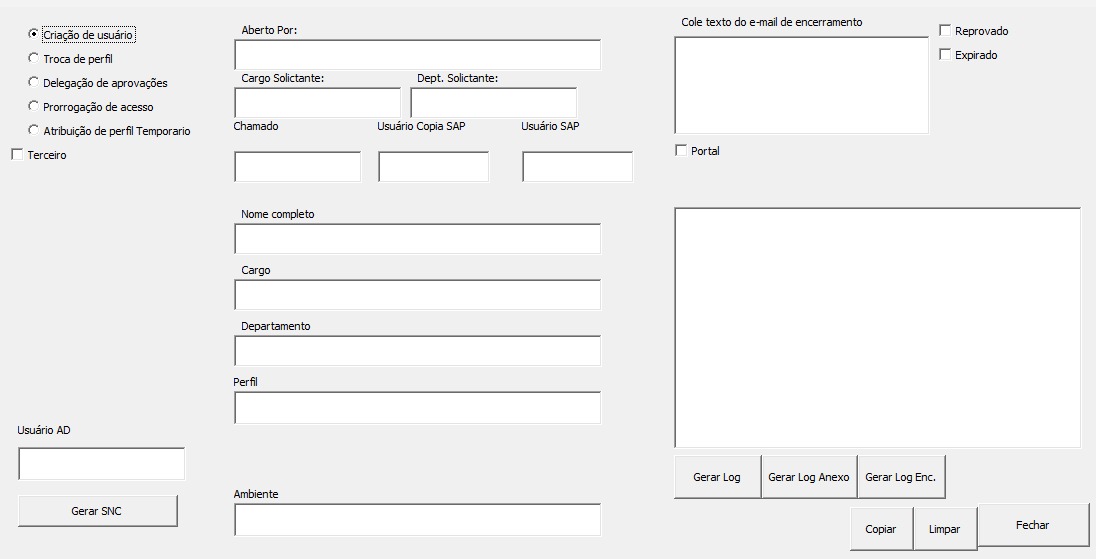 Criação de usuário
Troca de perfil
Delegação de aprovações
Prorrogação de acesso
Atribuição de perfil Temporario
Terceiro
Aberto Por:
Cargo Solictante:
Dept. Solictante:
Chamado
Usuário Copia SAP
Usuário SAP
Nome completo
Cargo
Departamento
Perfil
Usuário AD
Gerar SNC
Ambiente
Cole texto do e-mail de encerramento
Reprovado
Expirado
Portal
Gerar Log
Gerar Log Anexo
Gerar Log Enc.
Copiar
Limpar
Fechar